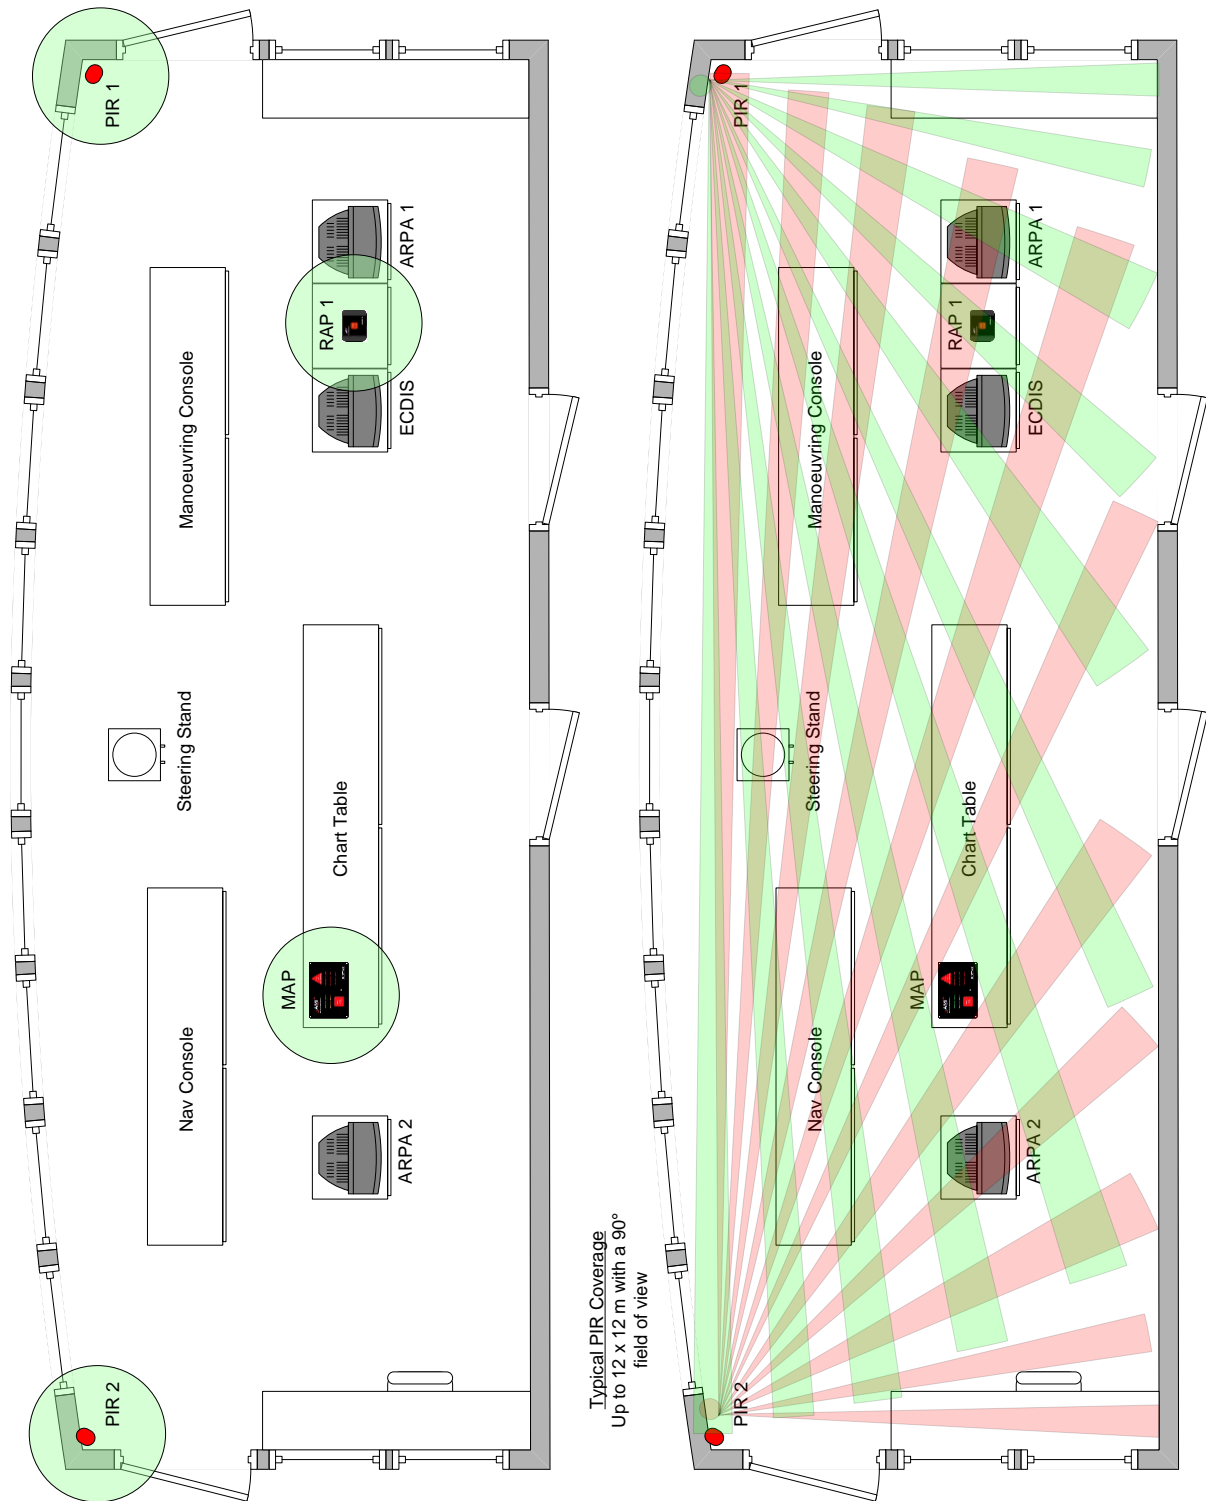 PIR 1
ARPA 1
RAP 1
ECDIS
Manoeuvring Console
Steering Stand
Chart Table
MAP
Nav Console
ARPA 2
PIR 2
Typical PIR Coverage
Up to 12 x 12 m with a 90°
field of view
PIR 1
ARPA 1
RAP 1
ECDIS
Manoeuvring Console
Steering Stand
Chart Table
MAP
Nav Console
ARPA 2
PIR 2